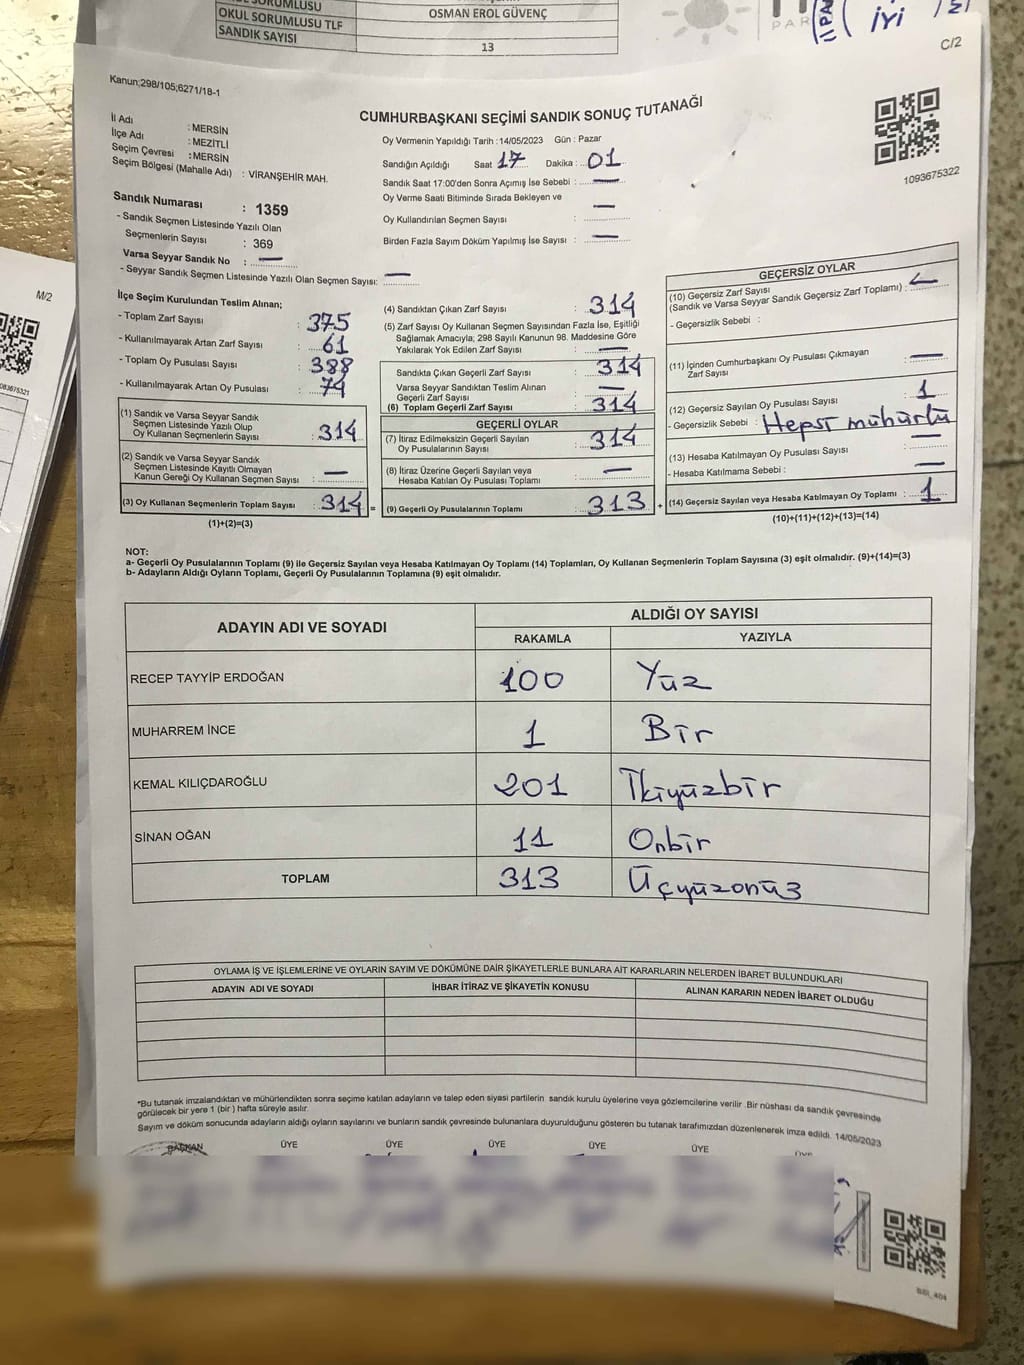 OSMAN EROL GÜVENÇ
OKUL SORUMLUSU TLF
SANDIK SAYISI
13
PAR
İYİ
C/2
Kanun;298/105;6271/18-1
CUMHURBAŞKANI SEÇİMİ SANDIK SONUÇ TUTANAĞI
1093675322
İl Adı : MERSİN
İlçe Adı : MEZİTLİ
Seçim Çevresi : MERSİN
Seçim Bölgesi (Mahalle Adı) : VİRANŞEHİR MAH.
Sandık Numarası : 1359
- Sandık Seçmen Listesinde Yazılı Olan
Seçmenlerin Sayısı : 369
Varsa Seyyar Sandık No : —
- Seyyar Sandık Seçmen Listesinde Yazılı Olan Seçmen Sayısı: —
Oy Vermenin Yapıldığı Tarih : 14/05/2023 Gün : Pazar
Sandığın Açıldığı Saat 17 Dakika : 01
Sandık Saat 17:00'den Sonra Açımış İse Sebebi : —
Oy Verme Saati Bitiminde Sırada Bekleyen ve
Oy Kullandırılan Seçmen Sayısı : —
Birden Fazla Sayım Döküm Yapılmış İse Sayısı : —
M/2
İlçe Seçim Kurulundan Teslim Alınan;
- Toplam Zarf Sayısı : 375
- Kullanılmayarak Artan Zarf Sayısı : 61
- Toplam Oy Pusulası Sayısı : 388
- Kullanılmayarak Artan Oy Pusulası : 74
(1) Sandık ve Varsa Seyyar Sandık
Seçmen Listesinde Yazılı Olup
Oy Kullanan Seçmenlerin Sayısı : 314
(2) Sandık ve Varsa Seyyar Sandık
Seçmen Listesinde Kayıtlı Olmayan
Kanun Gereği Oy Kullanan Seçmen Sayısı : —
(3) Oy Kullanan Seçmenlerin Toplam Sayısı : 314 =
(1)+(2)=(3)
(4) Sandıktan Çıkan Zarf Sayısı : 314
(5) Zarf Sayısı Oy Kullanan Seçmen Sayısından Fazla İse, Eşitliği
Sağlamak Amacıyla; 298 Sayılı Kanunun 98. Maddesine Göre
Yakılarak Yok Edilen Zarf Sayısı : —
Sandıkta Çıkan Geçerli Zarf Sayısı : 314
Varsa Seyyar Sandıktan Teslim Alınan
Geçerli Zarf Sayısı : —
(6) Toplam Geçerli Zarf Sayısı : 314
GEÇERLİ OYLAR
(7) İtiraz Edilmeksizin Geçerli Sayılan
Oy Pusulalarının Sayısı : 314
(8) İtiraz Üzerine Geçerli Sayılan veya
Hesaba Katılan Oy Pusulası Toplamı : —
(9) Geçerli Oy Pusulalarının Toplamı : 313 +
GEÇERSİZ OYLAR
(10) Geçersiz Zarf Sayısı
(Sandık ve Varsa Seyyar Sandık Geçersiz Zarf Toplamı) : —
- Geçersizlik Sebebi :
(11) İçinden Cumhurbaşkanı Oy Pusulası Çıkmayan
Zarf Sayısı : —
(12) Geçersiz Sayılan Oy Pusulası Sayısı : 1
- Geçersizlik Sebebi : Hepsi mühürlü
(13) Hesaba Katılmayan Oy Pusulası Sayısı : —
- Hesaba Katılmama Sebebi : —
(14) Geçersiz Sayılan veya Hesaba Katılmayan Oy Toplamı : 1
(10)+(11)+(12)+(13)=(14)
NOT:
a- Geçerli Oy Pusulalarının Toplamı (9) ile Geçersiz Sayılan veya Hesaba Katılmayan Oy Toplamı (14) Toplamları, Oy Kullanan Seçmenlerin Toplam Sayısına (3) eşit olmalıdır. (9)+(14)=(3)
b- Adayların Aldığı Oyların Toplamı, Geçerli Oy Pusulalarının Toplamına (9) eşit olmalıdır.
ADAYIN ADI VE SOYADI ALDIĞI OY SAYISI
RAKAMLA YAZIYLA
RECEP TAYYİP ERDOĞAN 100 Yüz
MUHARREM İNCE 1 Bir
KEMAL KILIÇDAROĞLU 201 İkiyüzbir
SİNAN OĞAN 11 Onbir
TOPLAM 313 Üçyüzonüç
OYLAMA İŞ VE İŞLEMLERİNE VE OYLARIN SAYIM VE DÖKÜMÜNE DAİR ŞİKAYETLERLE BUNLARA AİT KARARLARIN NELERDEN İBARET BULUNDUKLARI
ADAYIN ADI VE SOYADI İHBAR İTİRAZ VE ŞİKAYETİN KONUSU ALINAN KARARIN NEDEN İBARET OLDUĞU
*Bu tutanak imzalandıktan ve mühürlendikten sonra seçime katılan adayların ve talep eden siyasi partilerin sandık kurulu üyelerine veya gözlemcilerine verilir .Bir nüshası da sandık çevresinde
görülecek bir yere 1 (bir ) hafta süreyle asılır.
Sayım ve döküm sonucunda adayların aldığı oyların sayılarını ve bunların sandık çevresinde bulunanlara duyurulduğunu gösteren bu tutanak tarafımızdan düzenlenerek imza edildi. 14/05/2023
BAŞKAN ÜYE ÜYE ÜYE ÜYE ÜYE